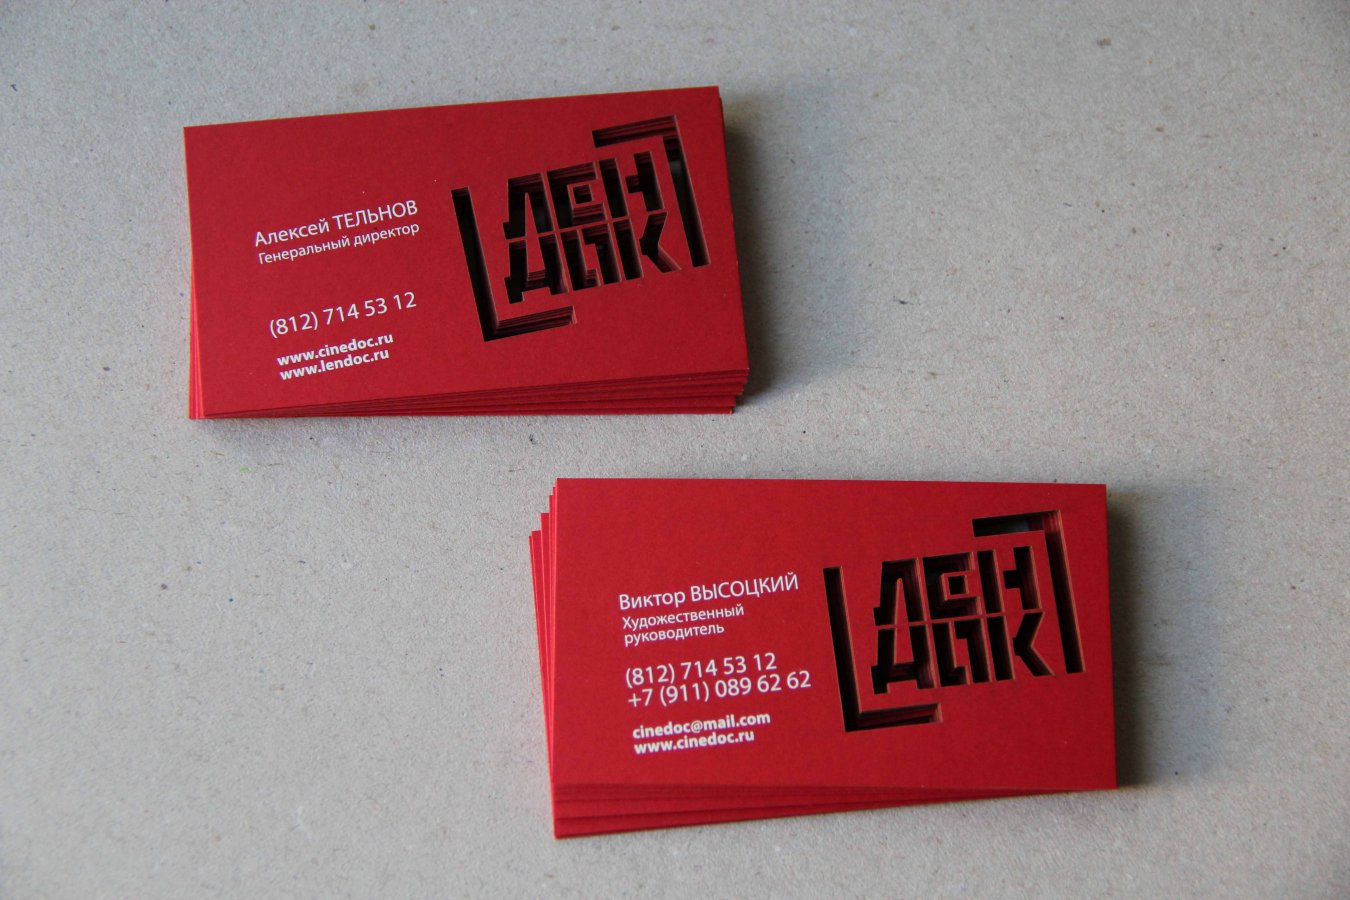 Алексей ТЕЛЬНОВ
Генеральный директор
(812) 714 53 12
www.cinedoc.ru
www.lendoc.ru
ЛЕН
ДОК
Виктор ВЫСОЦКИЙ
Художественный
руководитель
(812) 714 53 12
+7 (911) 089 62 62
cinedoc@mail.com
www.cinedoc.ru
ЛЕН
ДОК